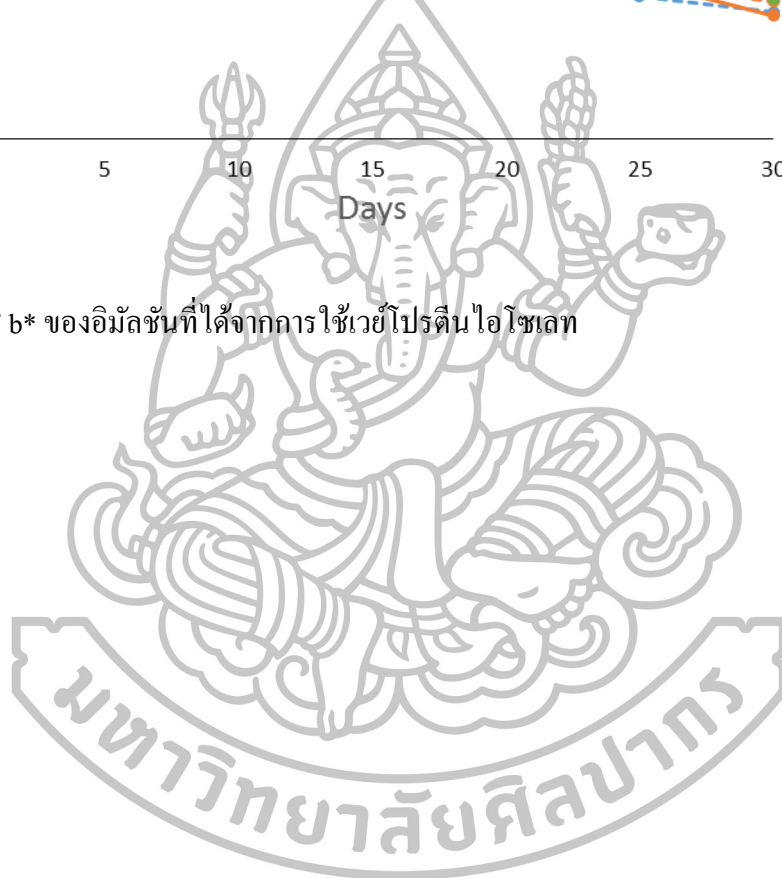 5 10 15 20 25 30
Days
b* ของอิมัลชันที่ได้จากการใช้เวย์โปรตีนไอโซเลท
มหาวิทยาลัยศิลปากร